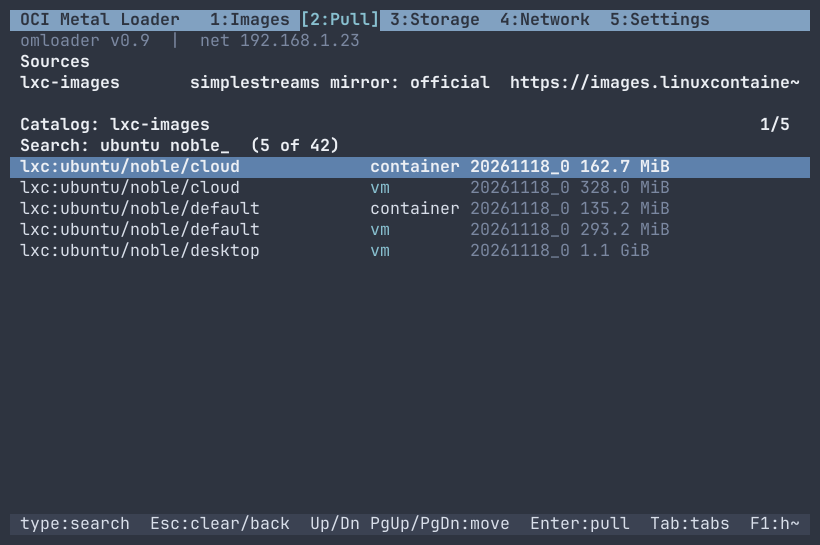 OCI Metal Loader 1:Images [2:Pull] 3:Storage 4:Network 5:Settings
omloader v0.9 | net 192.168.1.23
Sources
lxc-images simplestreams mirror: official https://images.linuxcontaine~
Catalog: lxc-images 1/5
Search: ubuntu noble_ (5 of 42)
lxc:ubuntu/noble/cloud container 20261118_0 162.7 MiB
lxc:ubuntu/noble/cloud vm 20261118_0 328.0 MiB
lxc:ubuntu/noble/default container 20261118_0 135.2 MiB
lxc:ubuntu/noble/default vm 20261118_0 293.2 MiB
lxc:ubuntu/noble/desktop vm 20261118_0 1.1 GiB
type:search Esc:clear/back Up/Dn PgUp/PgDn:move Enter:pull Tab:tabs F1:h~